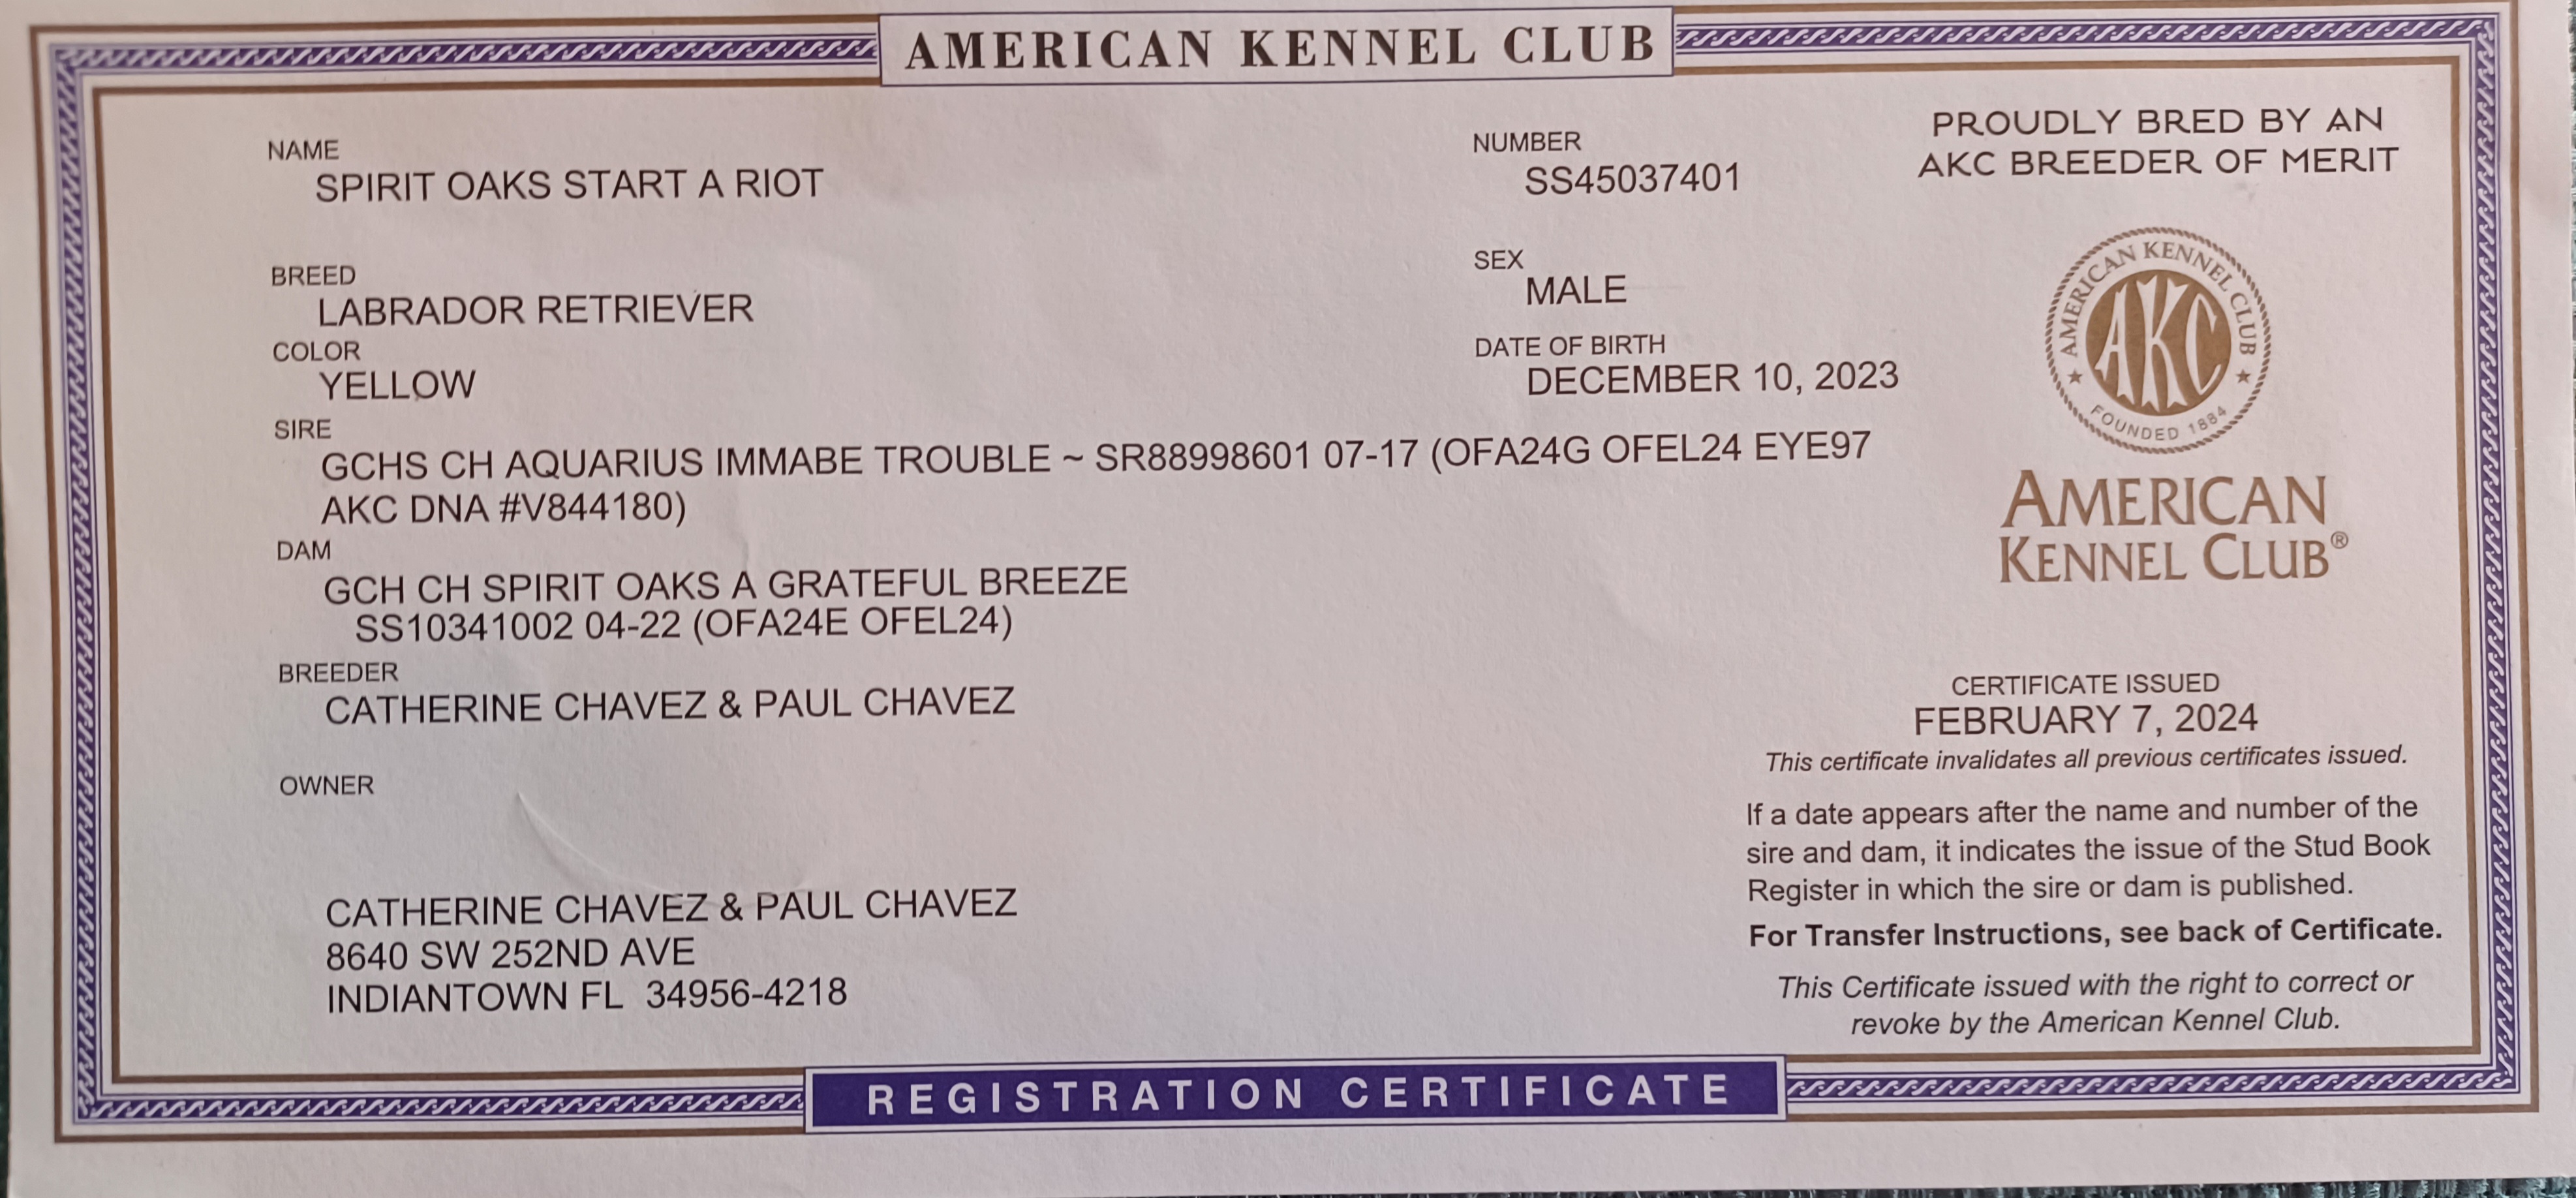 AMERICAN KENNEL CLUB
NAME
SPIRIT OAKS START A RIOT
NUMBER
SS45037401
PROUDLY BRED BY AN
AKC BREEDER OF MERIT
BREED
LABRADOR RETRIEVER
SEX
MALE
COLOR
YELLOW
DATE OF BIRTH
DECEMBER 10, 2023
SIRE
GCHS CH AQUARIUS IMMABE TROUBLE ~ SR88998601 07-17 (OFA24G OFEL24 EYE97
AKC DNA #V844180)
DAM
GCH CH SPIRIT OAKS A GRATEFUL BREEZE
SS10341002 04-22 (OFA24E OFEL24)
BREEDER
CATHERINE CHAVEZ & PAUL CHAVEZ
OWNER
CATHERINE CHAVEZ & PAUL CHAVEZ
8640 SW 252ND AVE
INDIANTOWN FL 34956-4218
AMERICAN KENNEL CLUB
AKC
FOUNDED 1884
AMERICAN
KENNEL CLUB®
CERTIFICATE ISSUED
FEBRUARY 7, 2024
This certificate invalidates all previous certificates issued.
If a date appears after the name and number of the
sire and dam, it indicates the issue of the Stud Book
Register in which the sire or dam is published.
For Transfer Instructions, see back of Certificate.
This Certificate issued with the right to correct or
revoke by the American Kennel Club.
REGISTRATION CERTIFICATE